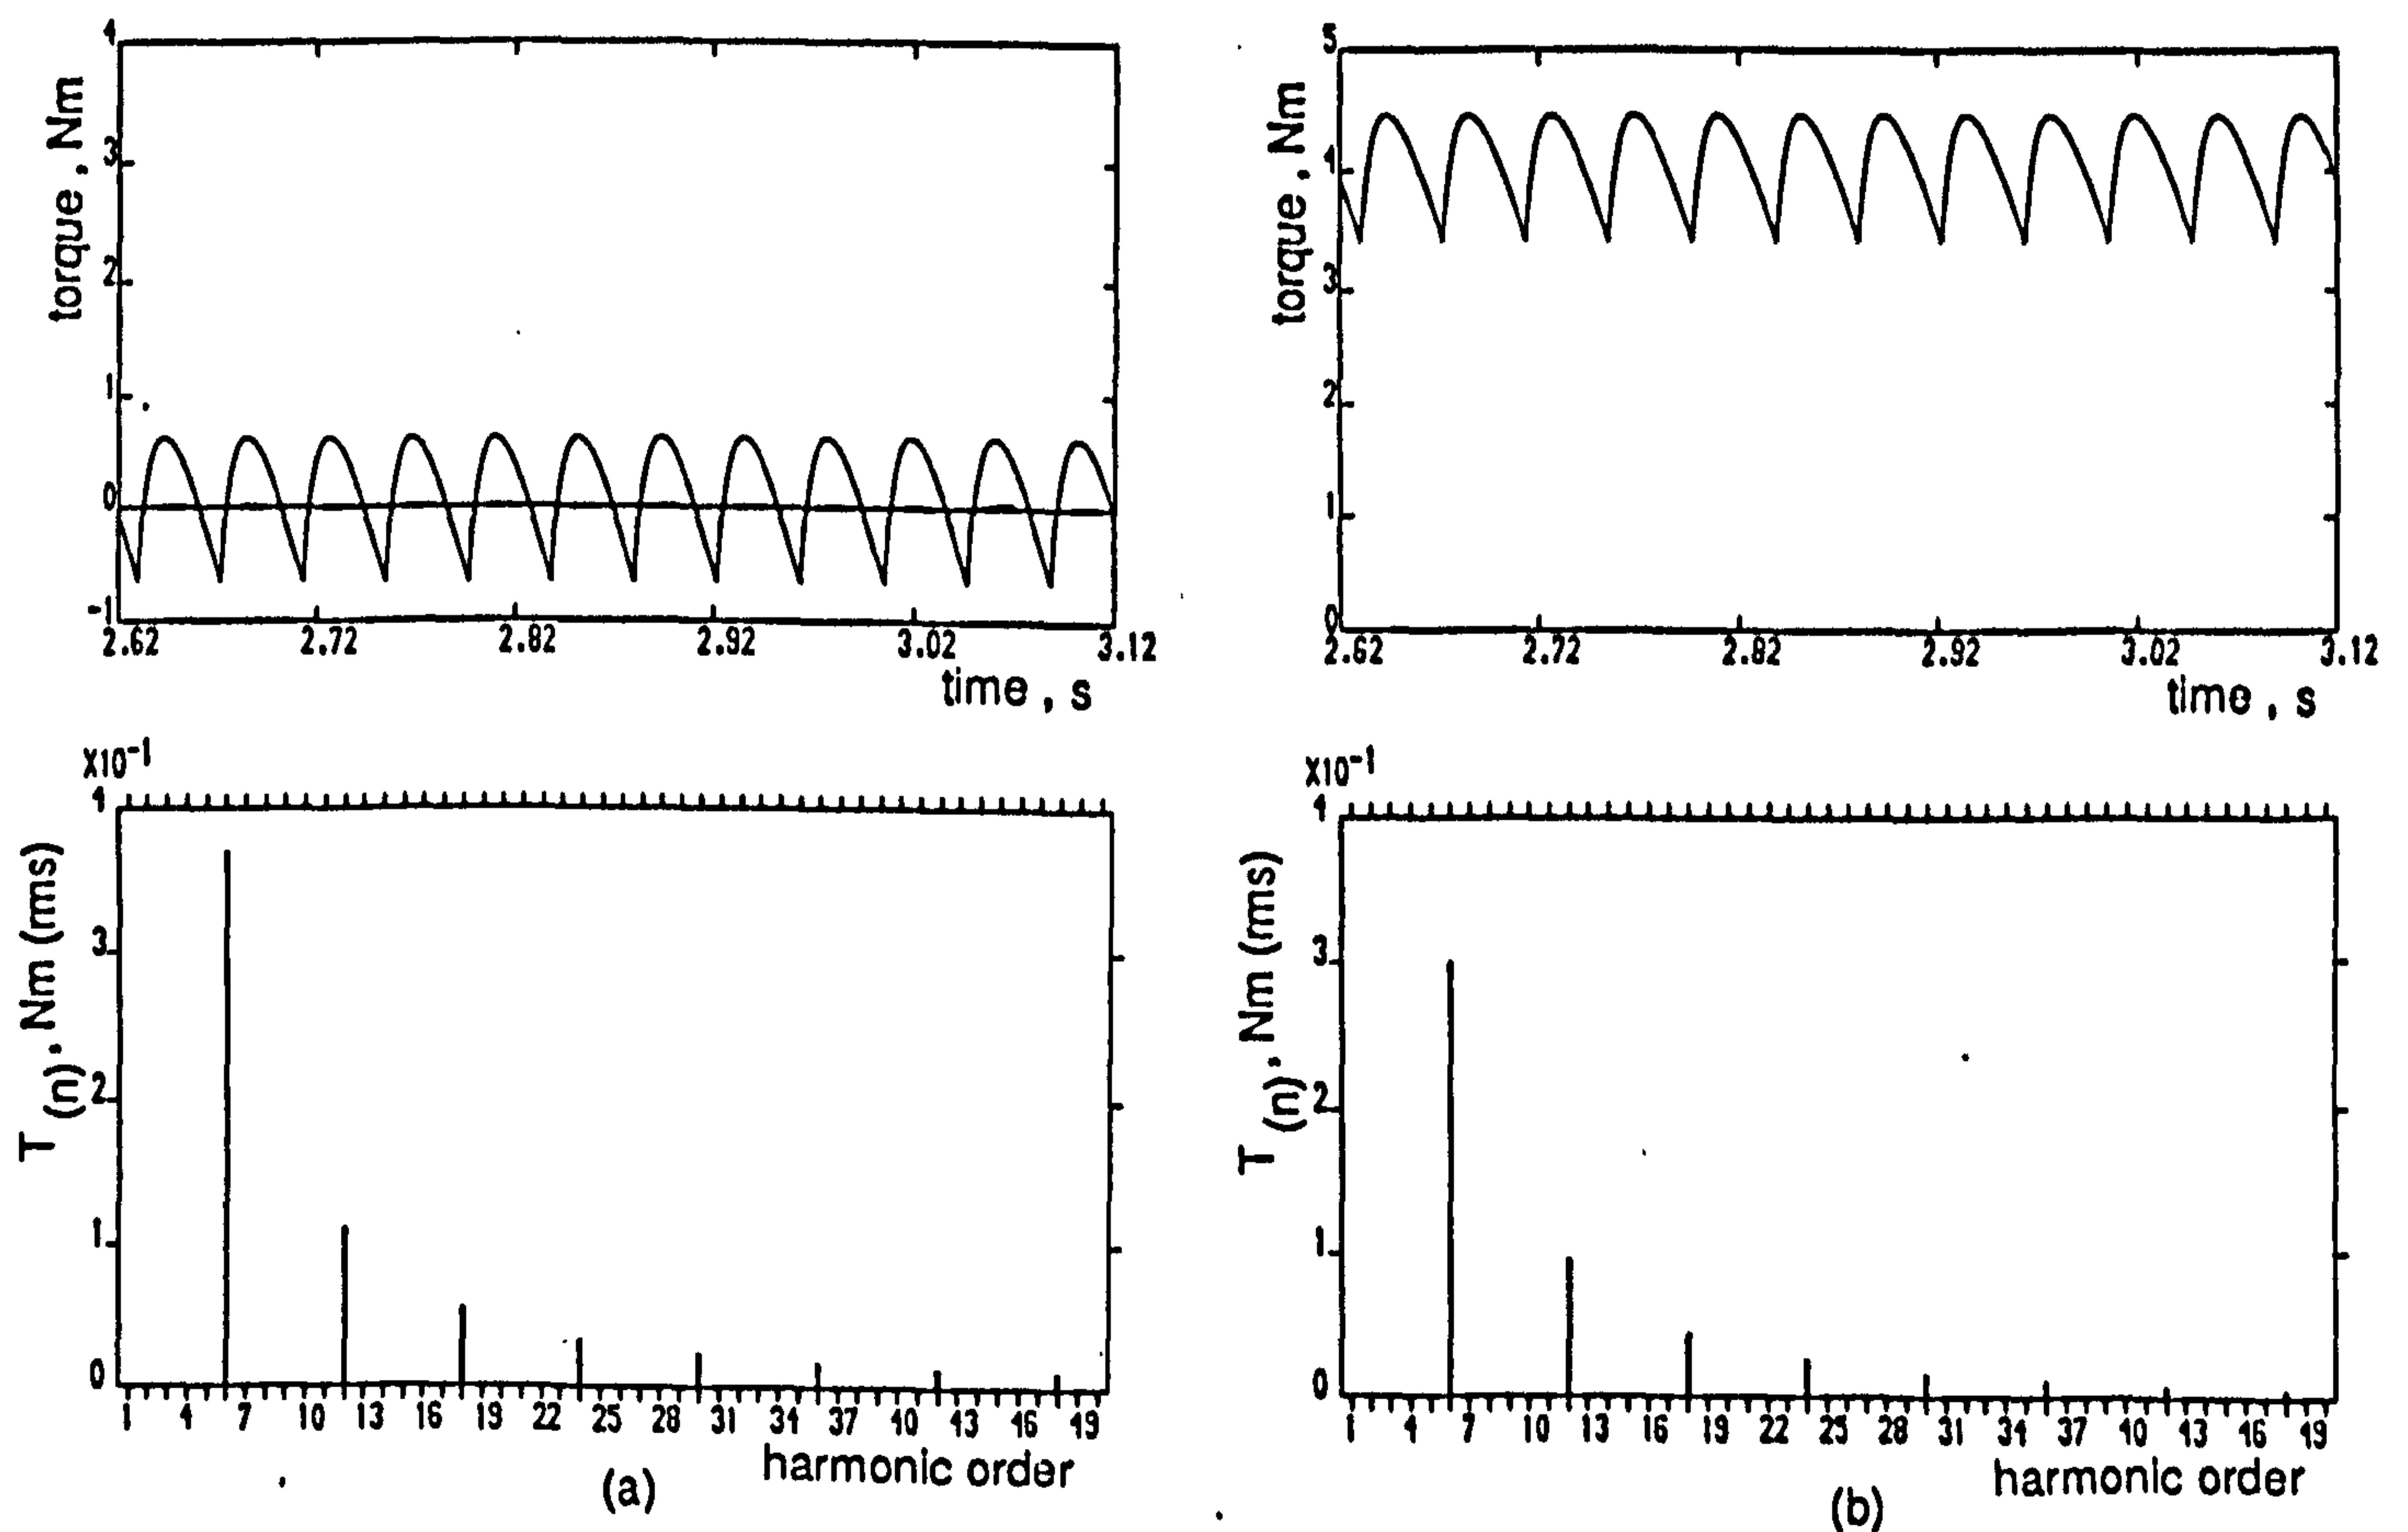 4
3
2
1
0
-1
torque, Nm
2.62 2.72 2.82 2.92 3.02 3.12
time, s
5
4
3
2
1
0
torque, Nm
2.62 2.72 2.82 2.92 3.02 3.12
time, s
X10⁻¹
4
3
2
1
0
T(n), Nm (rms)
1 4 7 10 13 16 19 22 25 28 31 34 37 40 43 46 49
harmonic order
(a)
X10⁻¹
4
3
2
1
0
T(n), Nm (rms)
1 4 7 10 13 16 19 22 25 28 31 34 37 40 43 46 49
harmonic order
(b)